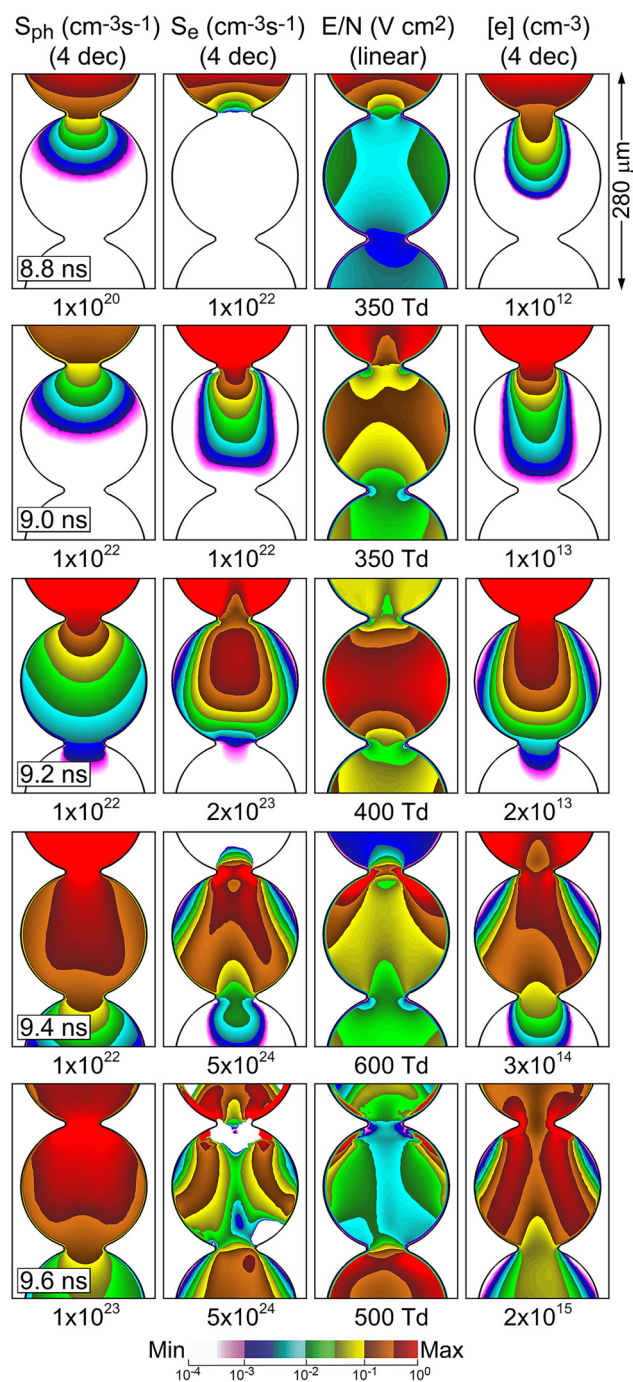 Sph (cm-3s-1) Se (cm-3s-1) E/N (V cm2) [e] (cm-3)
(4 dec) (4 dec) (linear) (4 dec)
280 μm
8.8 ns
1x10^20 1x10^22 350 Td 1x10^12
9.0 ns
1x10^22 1x10^22 350 Td 1x10^13
9.2 ns
1x10^22 2x10^23 400 Td 2x10^13
9.4 ns
1x10^22 5x10^24 600 Td 3x10^14
9.6 ns
1x10^23 5x10^24 500 Td 2x10^15
Min Max
10^-4 10^-3 10^-2 10^-1 10^0